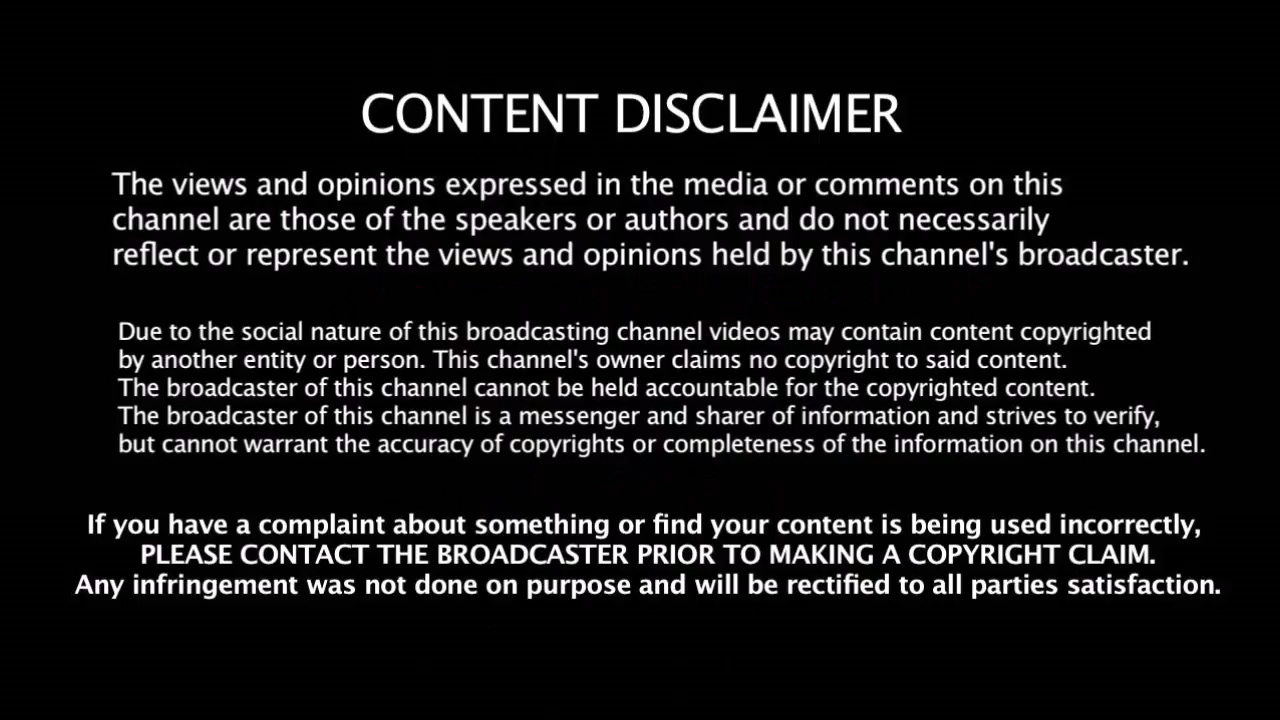 CONTENT DISCLAIMER
The views and opinions expressed in the media or comments on this
channel are those of the speakers or authors and do not necessarily
reflect or represent the views and opinions held by this channel's broadcaster.
Due to the social nature of this broadcasting channel videos may contain content copyrighted
by another entity or person. This channel's owner claims no copyright to said content.
The broadcaster of this channel cannot be held accountable for the copyrighted content.
The broadcaster of this channel is a messenger and sharer of information and strives to verify,
but cannot warrant the accuracy of copyrights or completeness of the information on this channel.
If you have a complaint about something or find your content is being used incorrectly,
PLEASE CONTACT THE BROADCASTER PRIOR TO MAKING A COPYRIGHT CLAIM.
Any infringement was not done on purpose and will be rectified to all parties satisfaction.